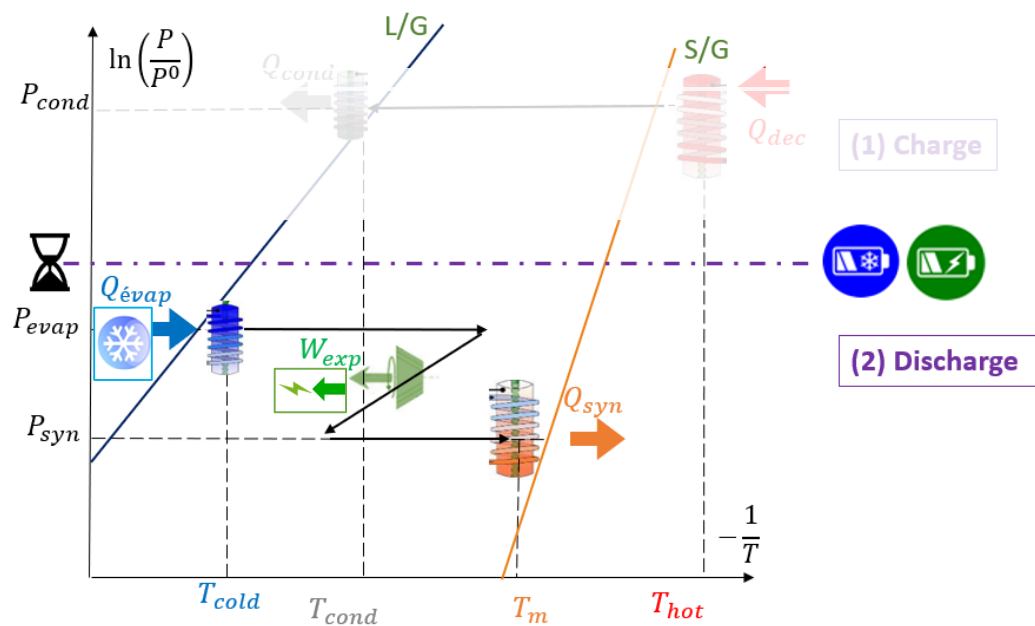 ln(P/P⁰)
L/G
S/G
Q_cond
P_cond
Q_dec
(1) Charge
Q_évap
P_evap
W_exp
(2) Discharge
Q_syn
P_syn
−1/T
T_cold
T_cond
T_m
T_hot